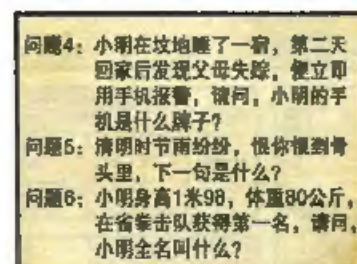 问题4：小明在坟地睡了一宿，第二天
回家后发现父母失踪，便立即
用手机报警，请问，小明的手
机是什么牌子？
问题5：清明时节雨纷纷，恨你恨到骨
头里，下一句是什么？
问题6：小明身高1米98，体重80公斤，
在省拳击队获得第一名，请问，
小明全名叫什么？